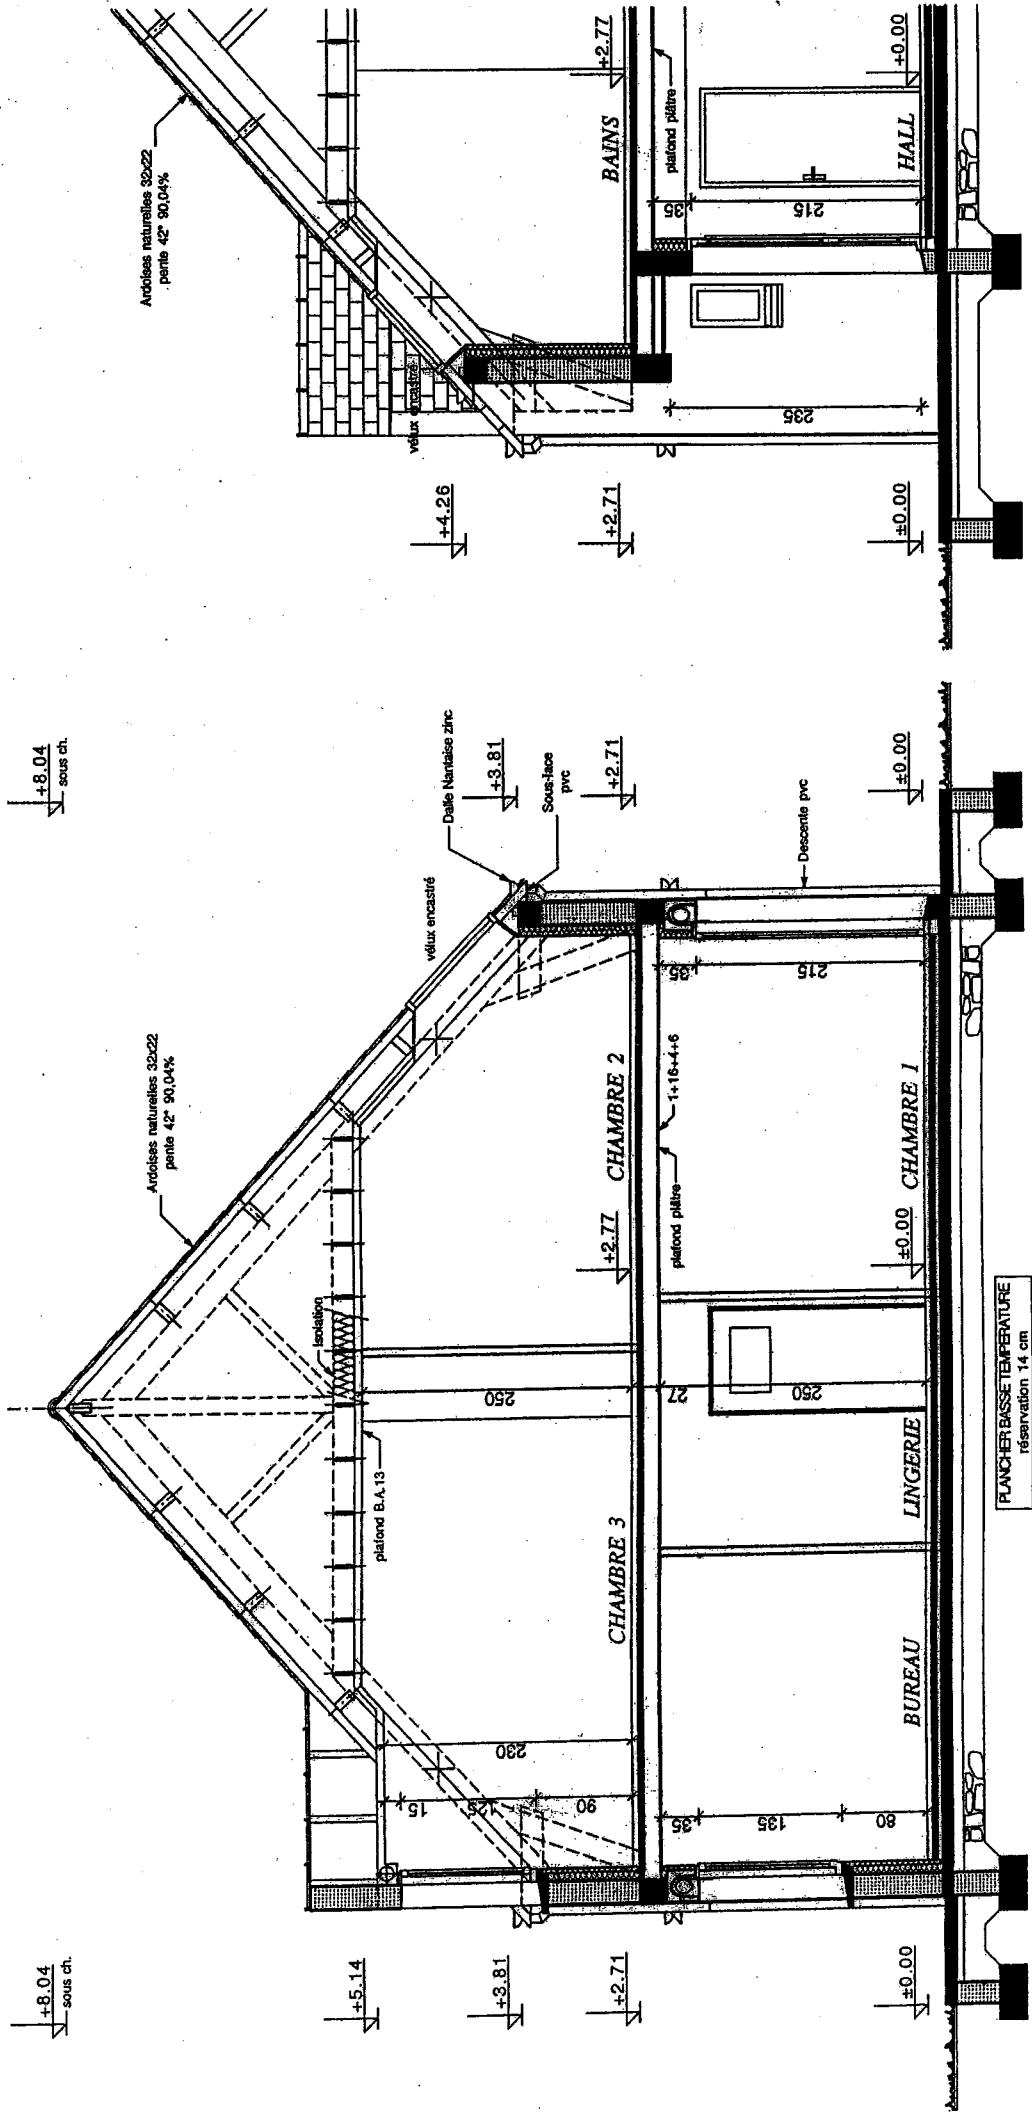 +8.04
sous ch.
+5.14
+3.81
+2.71
±0.00
Ardoises naturelles 32x22
pente 42° 90,04%
Isolation
plafond B.A.13
250
230
15
125
90
CHAMBRE 3
CHAMBRE 2
+2.77
27
35
135
80
250
BUREAU
LINGERIE
CHAMBRE 1
±0.00
plafond plâtre
1+16+4+6
35
215
PLANCHER BASSE TEMPERATURE
réservation 14 cm
+8.04
sous ch.
vélux encastré
Dalle Nantaise zinc
+3.81
Sous-face
pvc
+2.71
Descente pvc
±0.00
+4.26
+2.71
±0.00
Ardoises naturelles 32x22
pente 42° 90,04%
vélux encastré
235
BAINS
+2.77
plafond plâtre
35
215
HALL
+0.00